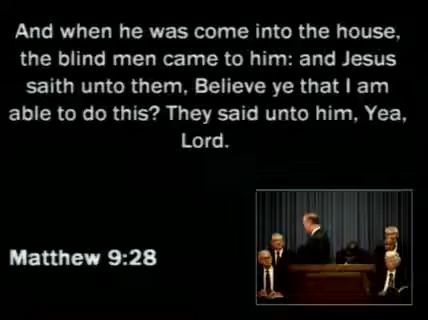 And when he was come into the house,
the blind men came to him: and Jesus
saith unto them, Believe ye that I am
able to do this? They said unto him, Yea,
Lord.
Matthew 9:28